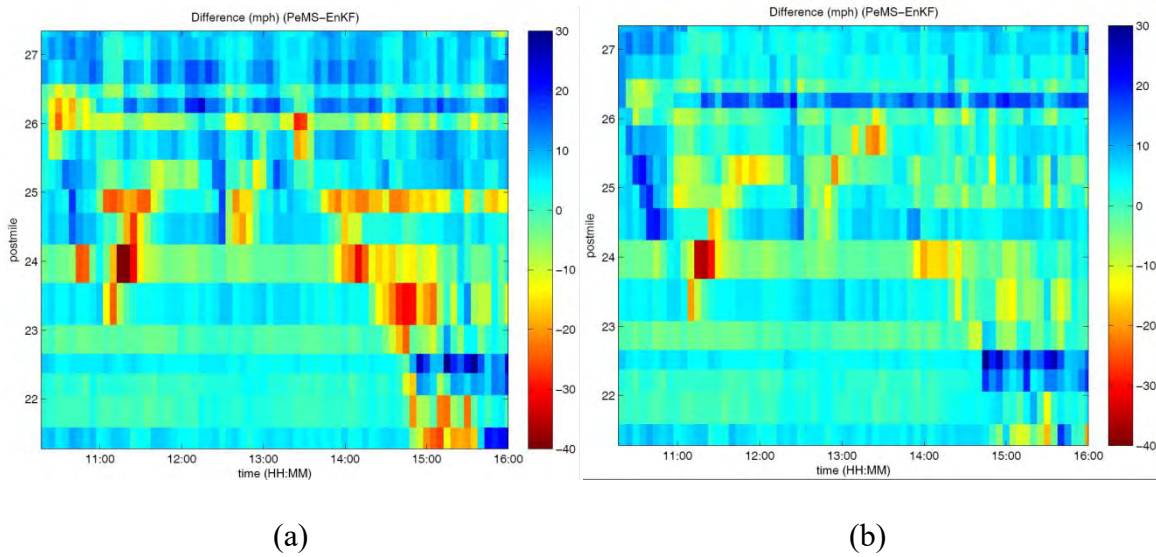 Difference (mph) (PeMS−EnKF)
27
26
25
24
23
22
postmile
11:00 12:00 13:00 14:00 15:00 16:00
time (HH:MM)
30
20
10
0
−10
−20
−30
−40
(a)
Difference (mph) (PeMS−EnKF)
27
26
25
24
23
22
postmile
11:00 12:00 13:00 14:00 15:00 16:00
time (HH:MM)
30
20
10
0
−10
−20
−30
−40
(b)